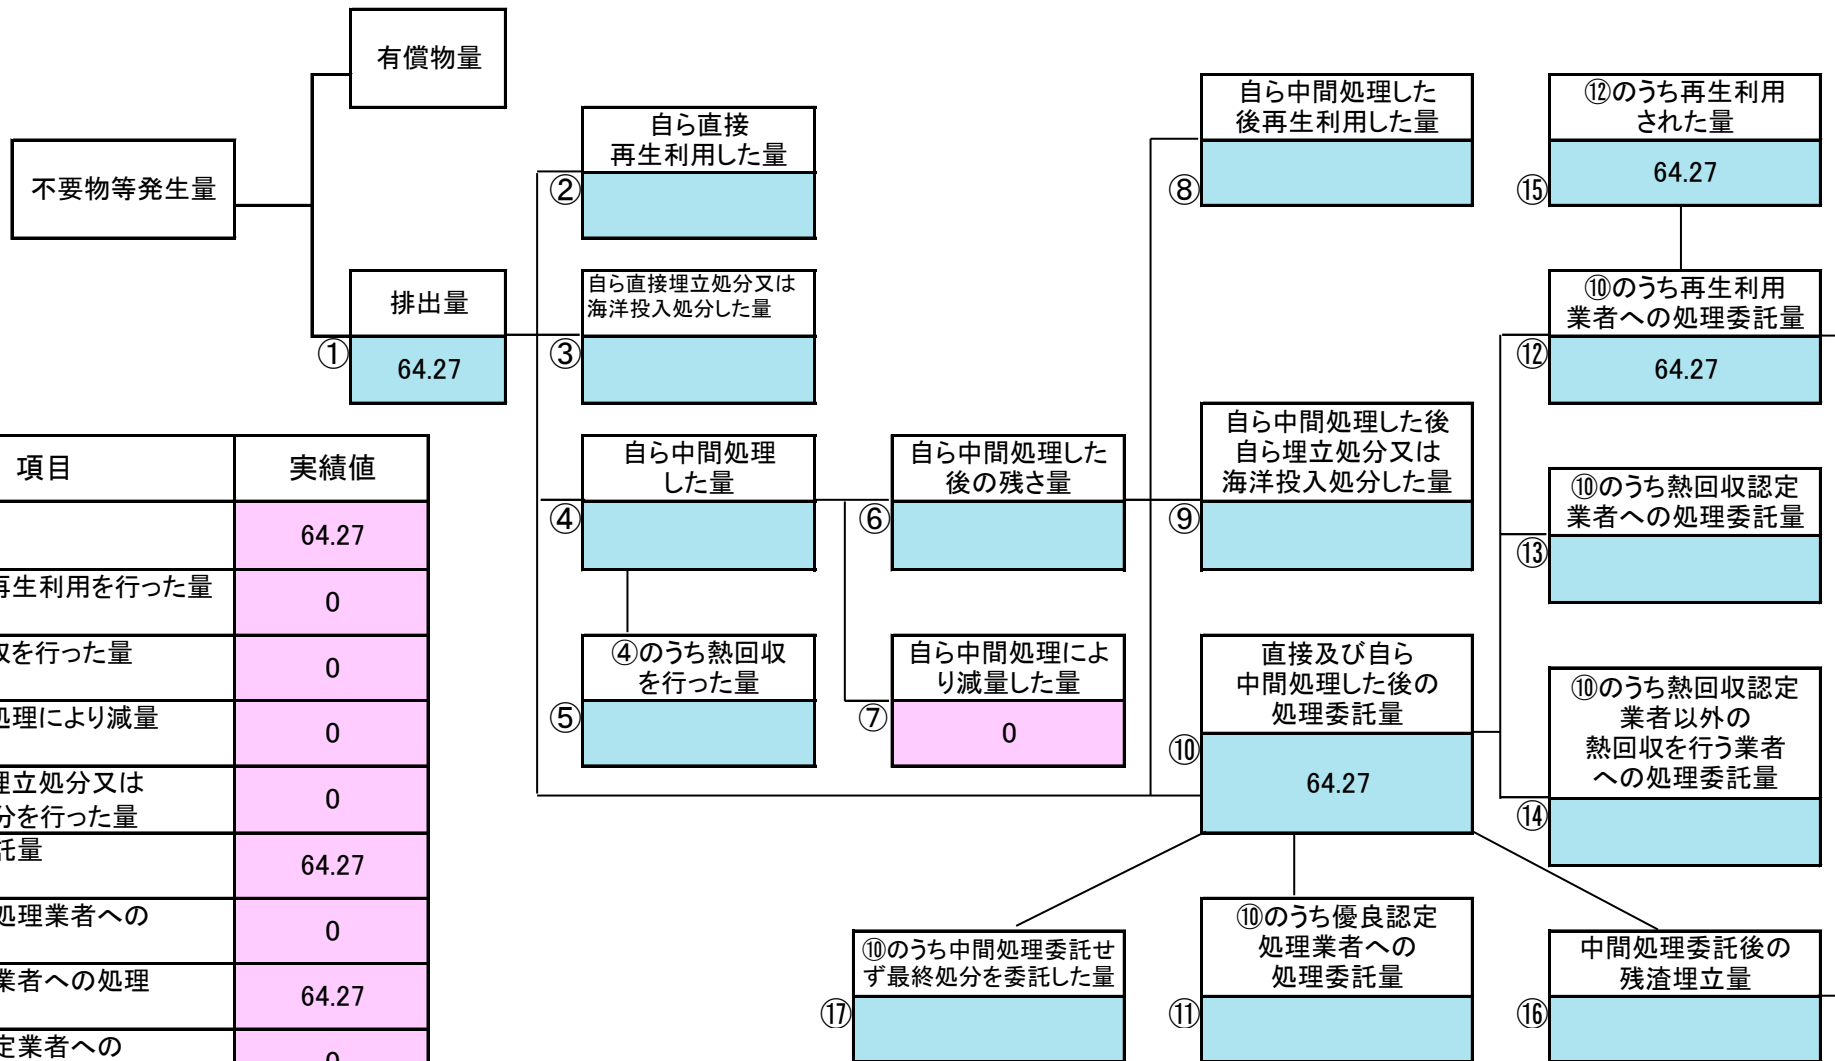 有償物量
不要物等発生量
排出量
①
64.27
自ら直接
再生利用した量
②
自ら直接埋立処分又は
海洋投入処分した量
③
自ら中間処理
した量
④
④のうち熱回収
を行った量
⑤
自ら中間処理した
後の残さ量
⑥
自ら中間処理によ
り減量した量
⑦
0
自ら中間処理した
後再生利用した量
⑧
自ら中間処理した後
自ら埋立処分又は
海洋投入処分した量
⑨
直接及び自ら
中間処理した後の
処理委託量
⑩
64.27
⑫のうち再生利用
された量
⑮
64.27
⑩のうち再生利用
業者への処理委託量
⑫
64.27
⑩のうち熱回収認定
業者への処理委託量
⑬
⑩のうち熱回収認定
業者以外の
熱回収を行う業者
への処理委託量
⑭
⑩のうち中間処理委託せ
ず最終処分を委託した量
⑰
⑩のうち優良認定
処理業者への
処理委託量
⑪
中間処理委託後の
残渣埋立量
⑯
項目 実績値
64.27
再生利用を行った量 0
収を行った量 0
処理により減量 0
埋立処分又は
分を行った量 0
託量 64.27
処理業者への 0
業者への処理 64.27
定業者への 0